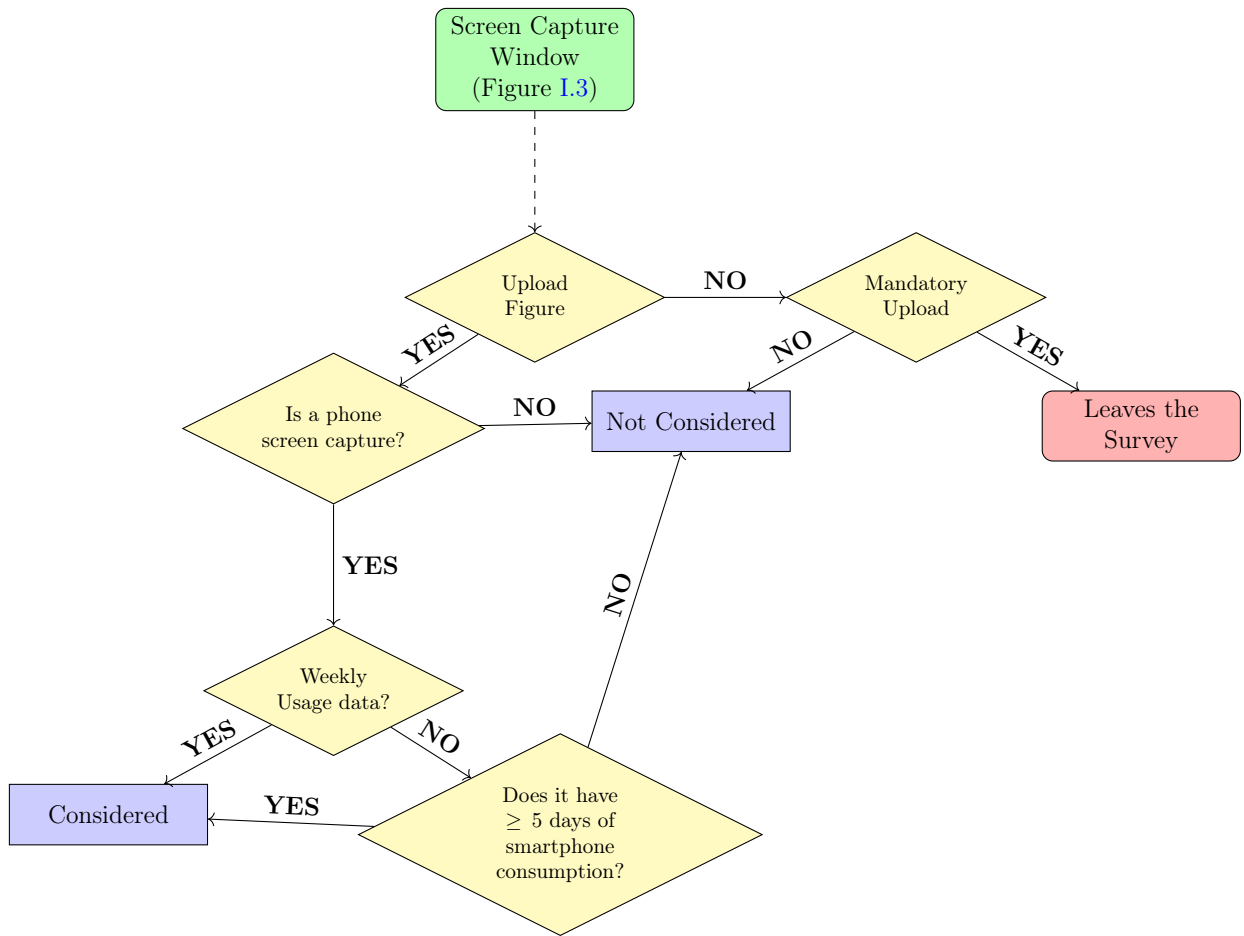 Screen Capture
Window
(Figure I.3)
Upload
Figure
NO
Mandatory
Upload
YES
NO
YES
Is a phone
screen capture?
NO
Not Considered
Leaves the
Survey
YES
NO
Weekly
Usage data?
YES
NO
Considered
YES
Does it have
≥ 5 days of
smartphone
consumption?